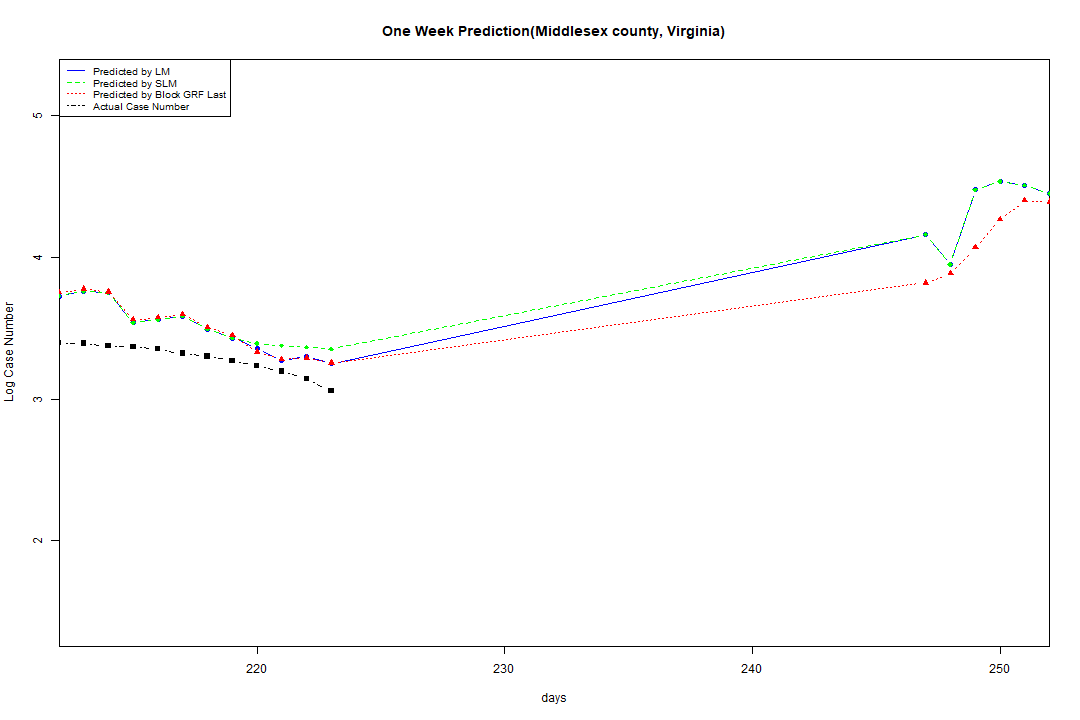 One Week Prediction(Middlesex county, Virginia)
Predicted by LM
Predicted by SLM
Predicted by Block GRF Last
Actual Case Number
5
4
3
2
Log Case Number
220
230
240
250
days